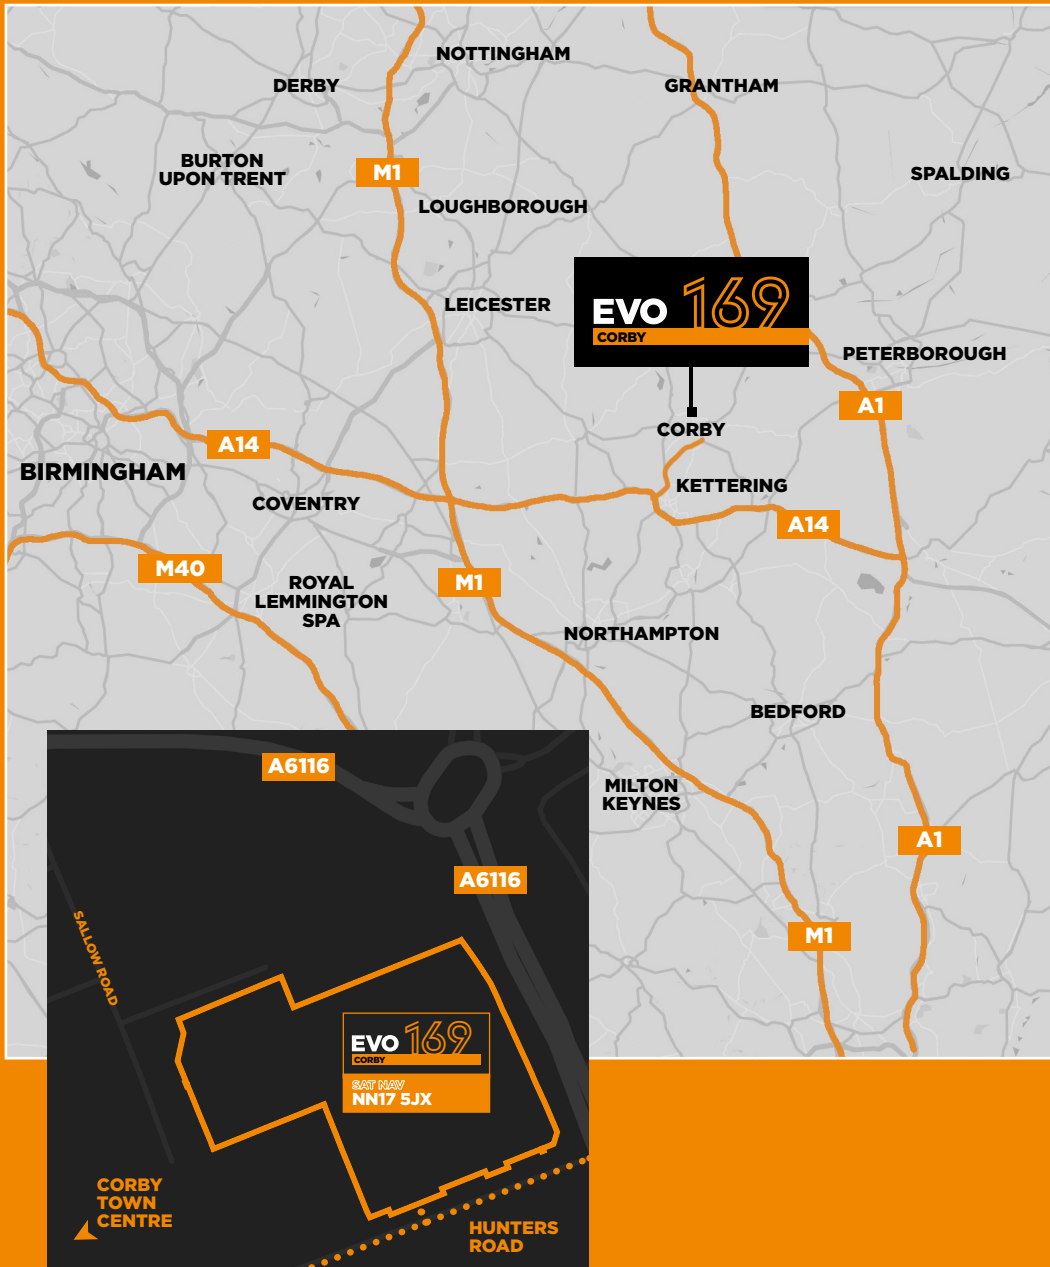 NOTTINGHAM
DERBY
GRANTHAM
BURTON
UPON TRENT
M1
SPALDING
LOUGHBOROUGH
LEICESTER
EVO 169
CORBY
PETERBOROUGH
A1
CORBY
A14
BIRMINGHAM
KETTERING
COVENTRY
A14
M40
M1
ROYAL
LEMMINGTON
SPA
NORTHAMPTON
BEDFORD
MILTON
KEYNES
A1
M1
A6116
A6116
SALLOW ROAD
EVO 169
CORBY
SAT NAV
NN17 5JX
CORBY
TOWN
CENTRE
HUNTERS
ROAD